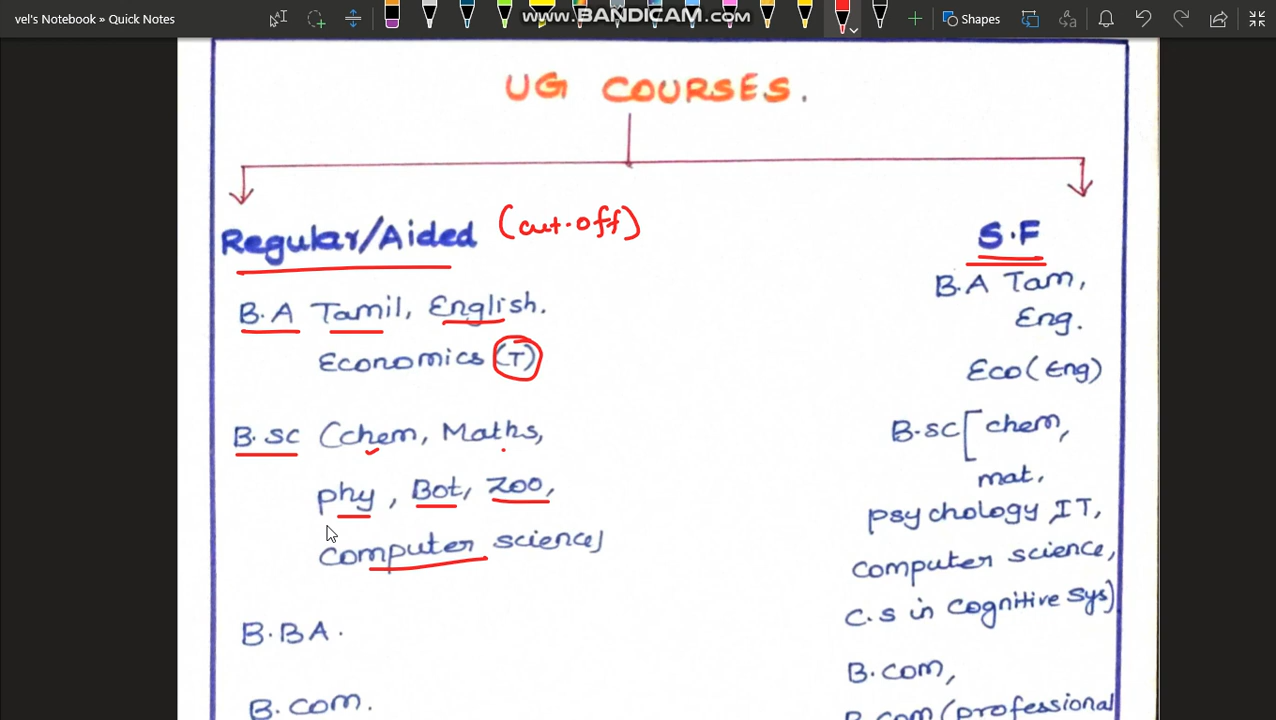 vel's Notebook » Quick Notes
www.BANDICAM.com
Shapes
UG COURSES.
Regular/Aided (cut.off)
B.A Tamil, English.
Economics (T)
B.sc (chem, Maths,
phy, Bot, Zoo,
computer science)
B.BA.
B.com.
S.F
B.A Tam,
Eng.
Eco (Eng)
B.sc [chem,
mat,
psychology, IT,
computer science,
C.s in cognitive sys)
B.com,
B.com (professional